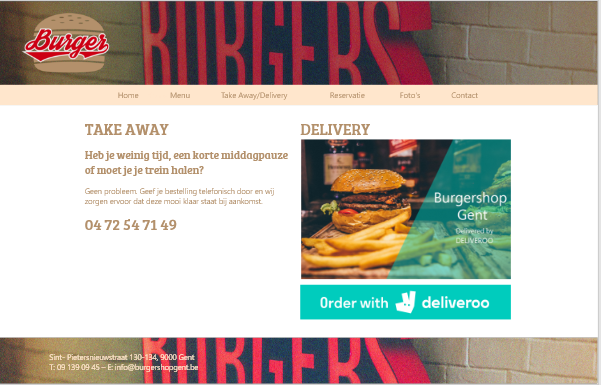 BURGERS
Burger
Home Menu Take Away/Delivery Reservatie Foto's Contact
TAKE AWAY
Heb je weinig tijd, een korte middagpauze
of moet je je trein halen?
Geen probleem. Geef je bestelling telefonisch door en wij
zorgen ervoor dat deze mooi klaar staat bij aankomst.
04 72 54 71 49
DELIVERY
Burgershop
Gent
Delivered by
DELIVEROO
Order with deliveroo
Sint- Pietersnieuwstraat 130-134, 9000 Gent
T: 09 139 09 45 – E: info@burgershopgent.be
BURGERS